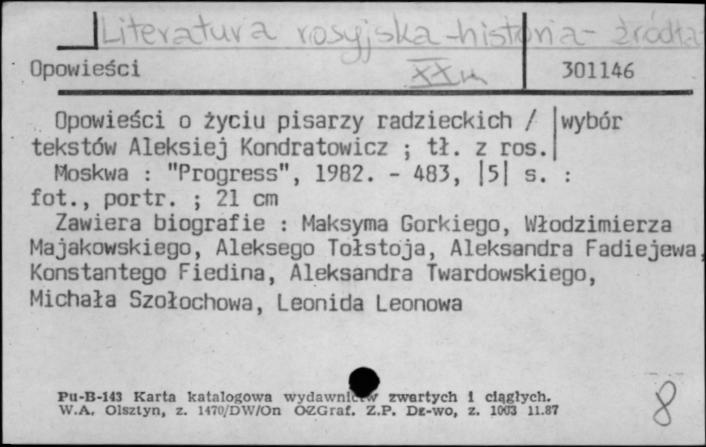 Literatura rosyjska - historia - źródła
Opowieści XX w. 301146
Opowieści o życiu pisarzy radzieckich / |wybór
tekstów Aleksiej Kondratowicz ; tł. z ros.|
Moskwa : "Progress", 1982. - 483, |5| s. :
fot., portr. ; 21 cm
Zawiera biografie : Maksyma Gorkiego, Włodzimierza
Majakowskiego, Aleksego Tołstoja, Aleksandra Fadiejewa,
Konstantego Fiedina, Aleksandra Twardowskiego,
Michała Szołochowa, Leonida Leonowa
Pu-B-143 Karta katalogowa wydawnictw zwartych i ciągłych.
W.A. Olsztyn, z. 1470/DW/On OZGraf. Z.P. Dz-wo, z. 1003 11.87
8